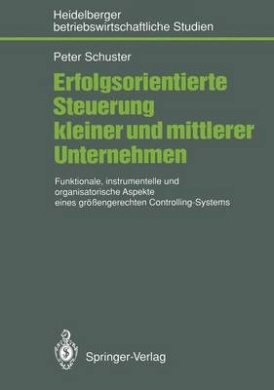 Heidelberger
betriebswirtschaftliche Studien
Peter Schuster
Erfolgsorientierte
Steuerung
kleiner und mittlerer
Unternehmen
Funktionale, instrumentelle und
organisatorische Aspekte
eines größengerechten Controlling-Systems
Springer-Verlag